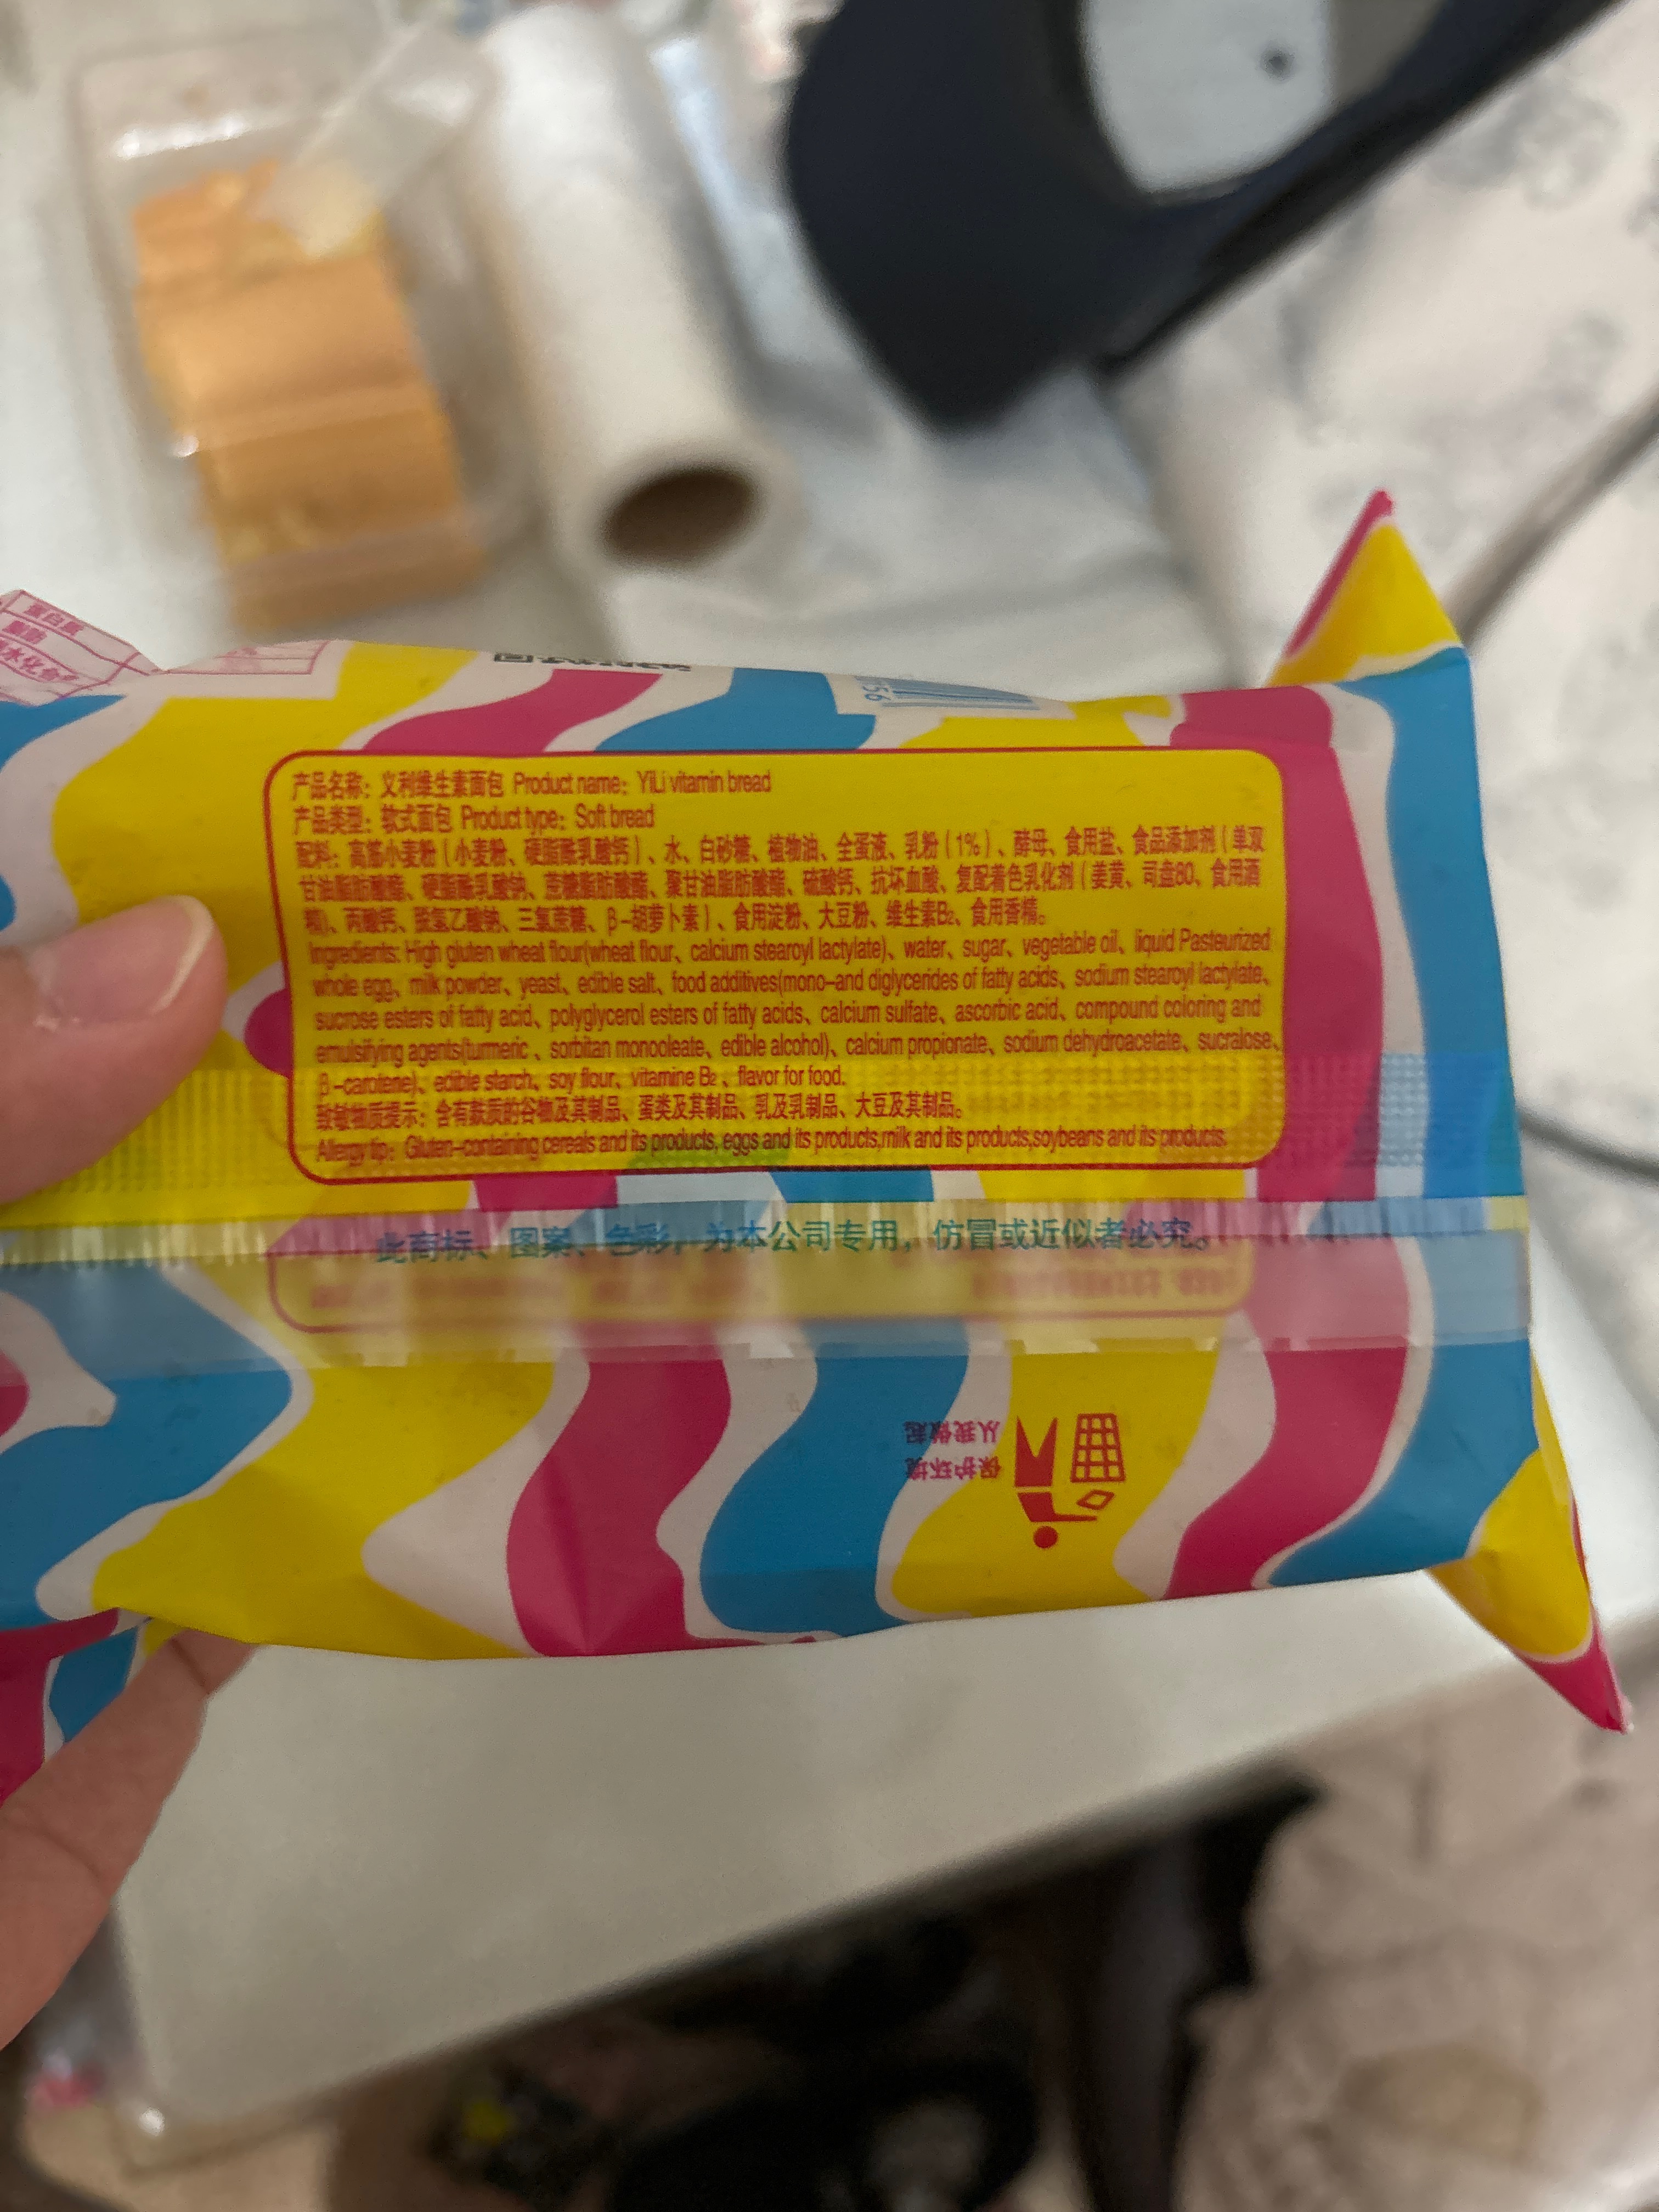 蛋白质
脂肪
水化合
产品名称：义利维生素面包 Product name：YiLi vitamin bread
产品类型：软式面包 Product type：Soft bread
配料：高筋小麦粉（小麦粉、硬脂酰乳酸钙）、水、白砂糖、植物油、全蛋液、乳粉（1%）、酵母、食用盐、食品添加剂（单双
甘油脂肪酸酯、硬脂酰乳酸钠、蔗糖脂肪酸酯、聚甘油脂肪酸酯、硫酸钙、抗坏血酸、复配着色乳化剂（姜黄、司盘80、食用酒
精）、丙酸钙、脱氢乙酸钠、三氯蔗糖、β-胡萝卜素）、食用淀粉、大豆粉、维生素B₂、食用香精。
Ingredients: High gluten wheat flour(wheat flour、calcium stearoyl lactylate)、water、sugar、vegetable oil、liquid Pasteurized
whole egg、milk powder、yeast、edible salt、food additives(mono-and diglycerides of fatty acids、sodium stearoyl lactylate、
sucrose esters of fatty acid、polyglycerol esters of fatty acids、calcium sulfate、ascorbic acid、compound coloring and
emulsifying agents(turmeric、sorbitan monooleate、edible alcohol)、calcium propionate、sodium dehydroacetate、sucralose、
β-carotene)、edible starch、soy flour、vitamine B₂、flavor for food.
致敏物质提示：含有麸质的谷物及其制品、蛋类及其制品、乳及乳制品、大豆及其制品。
Allergy tip：Gluten-containing cereals and its products, eggs and its products,milk and its products,soybeans and its products.
此商标、图案、色彩，为本公司专用，仿冒或近似者必究。
保护环境
从我做起